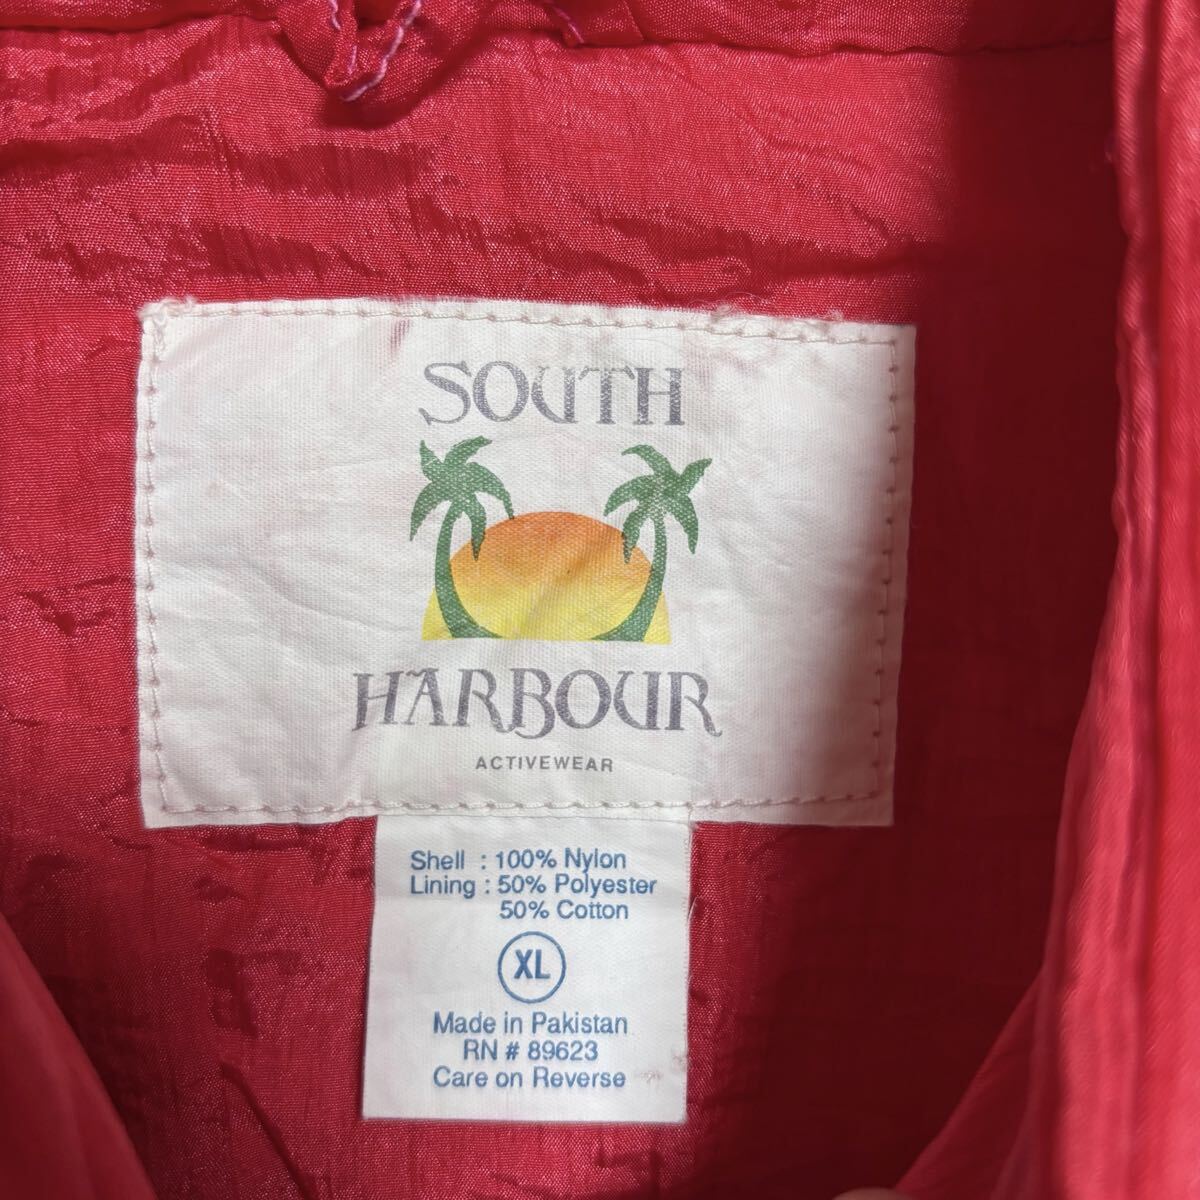 SOUTH
HARBOUR
ACTIVEWEAR
Shell : 100% Nylon
Lining : 50% Polyester
50% Cotton
XL
Made in Pakistan
RN # 89623
Care on Reverse